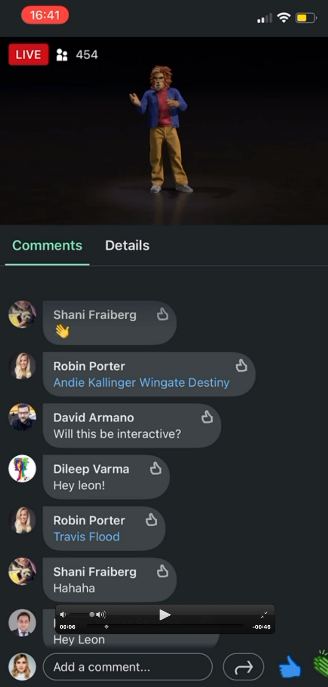 16:41
LIVE 454
Comments Details
Shani Fraiberg
Robin Porter
Andie Kallinger Wingate Destiny
David Armano
Will this be interactive?
Dileep Varma
Hey leon!
Robin Porter
Travis Flood
Shani Fraiberg
Hahaha
00:06 -00:46
Hey Leon
Add a comment...